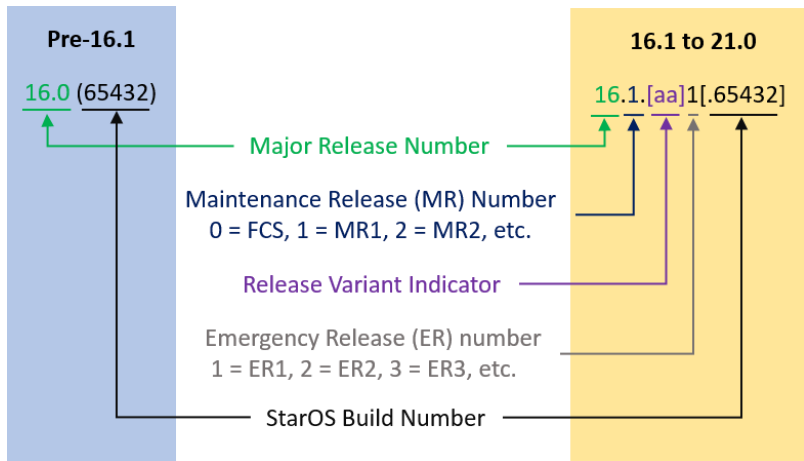 Pre-16.1
16.1 to 21.0
16.0 (65432)
16.1.[aa]1[.65432]
Major Release Number
Maintenance Release (MR) Number
0 = FCS, 1 = MR1, 2 = MR2, etc.
Release Variant Indicator
Emergency Release (ER) number
1 = ER1, 2 = ER2, 3 = ER3, etc.
StarOS Build Number